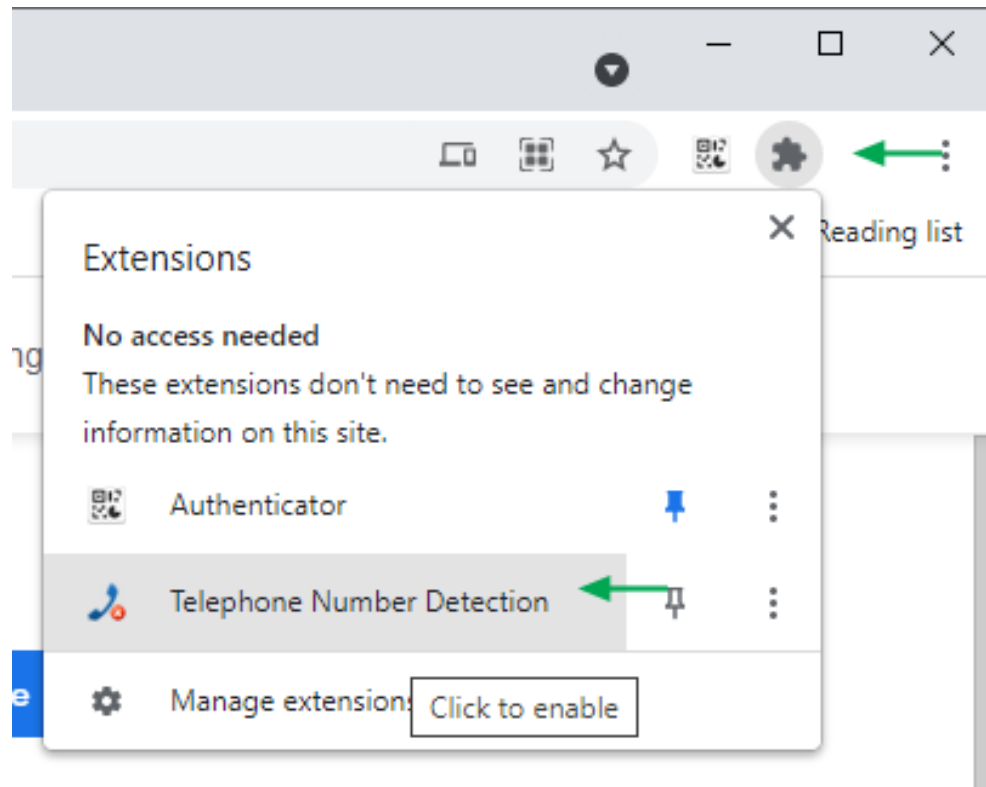 Reading list
Extensions
No access needed
ng
These extensions don't need to see and change
information on this site.
Authenticator
Telephone Number Detection
e
Manage extensions
Click to enable